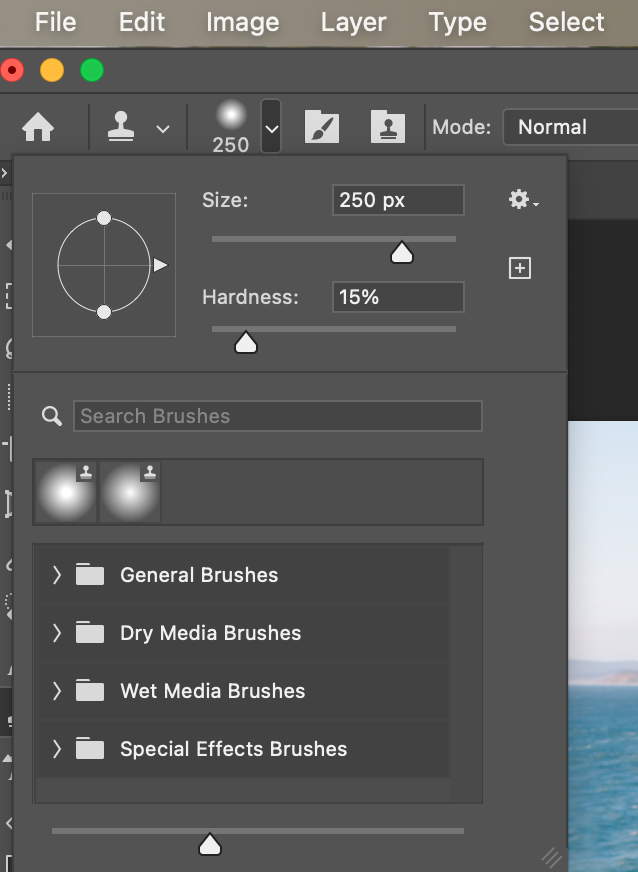 File Edit Image Layer Type Select
250
Mode: Normal
Size: 250 px
Hardness: 15%
Search Brushes
General Brushes
Dry Media Brushes
Wet Media Brushes
Special Effects Brushes